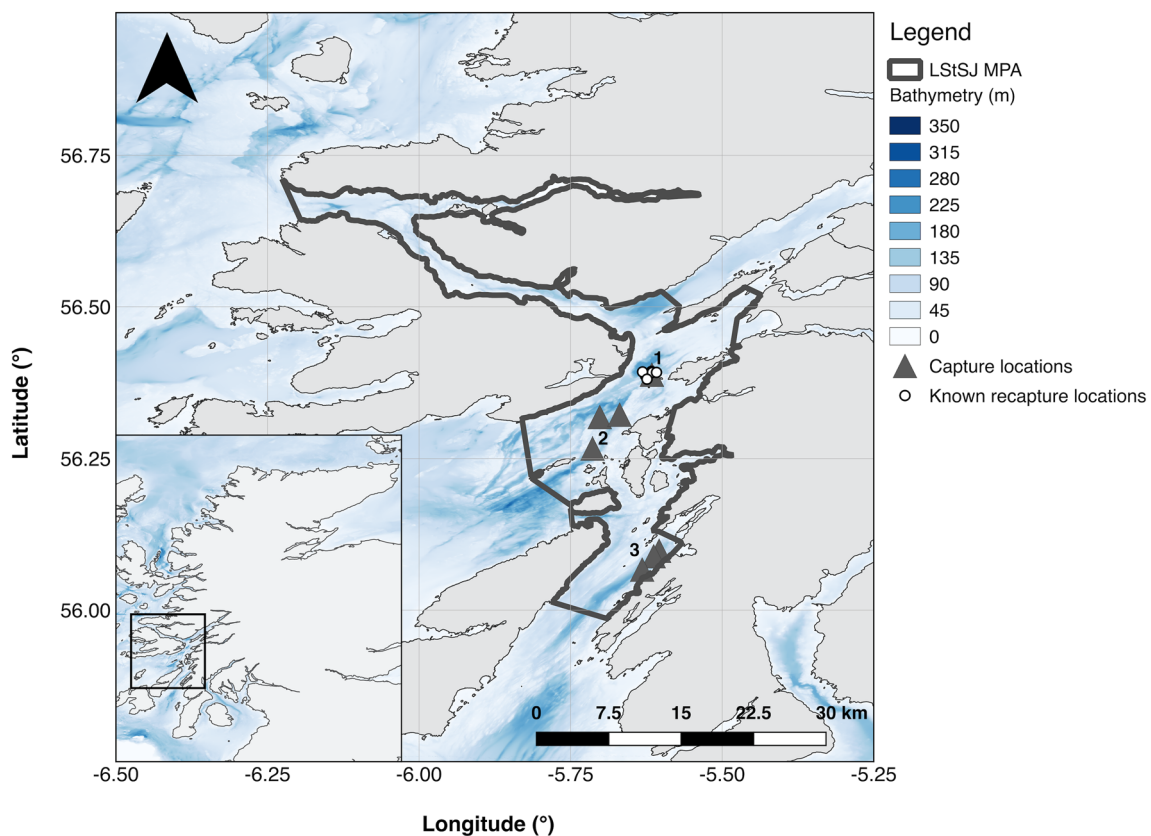 Legend
LStSJ MPA
Bathymetry (m)
350
315
280
225
180
135
90
45
0
Capture locations
Known recapture locations
56.75
56.50
56.25
56.00
Latitude (°)
1
2
3
0 7.5 15 22.5 30 km
-6.50 -6.25 -6.00 -5.75 -5.50 -5.25
Longitude (°)